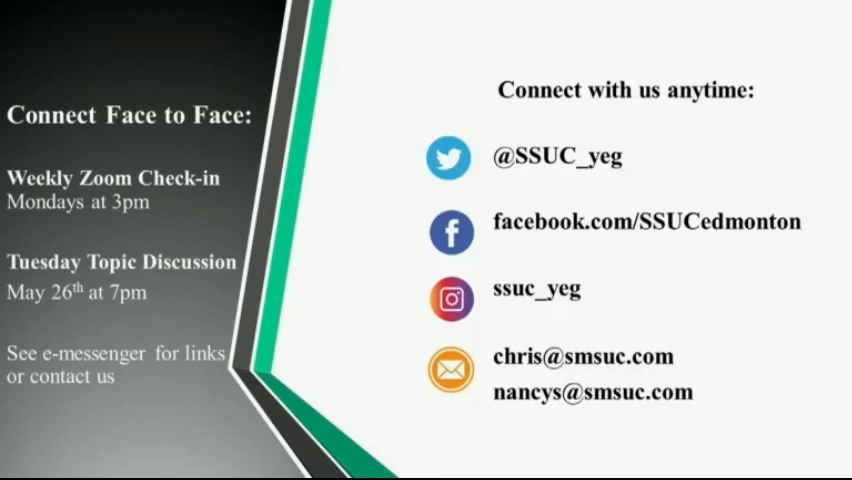 Connect Face to Face:
Weekly Zoom Check-in
Mondays at 3pm
Tuesday Topic Discussion
May 26th at 7pm
See e-messenger for links
or contact us
Connect with us anytime:
@SSUC_yeg
facebook.com/SSUCedmonton
ssuc_yeg
chris@smsuc.com
nancys@smsuc.com